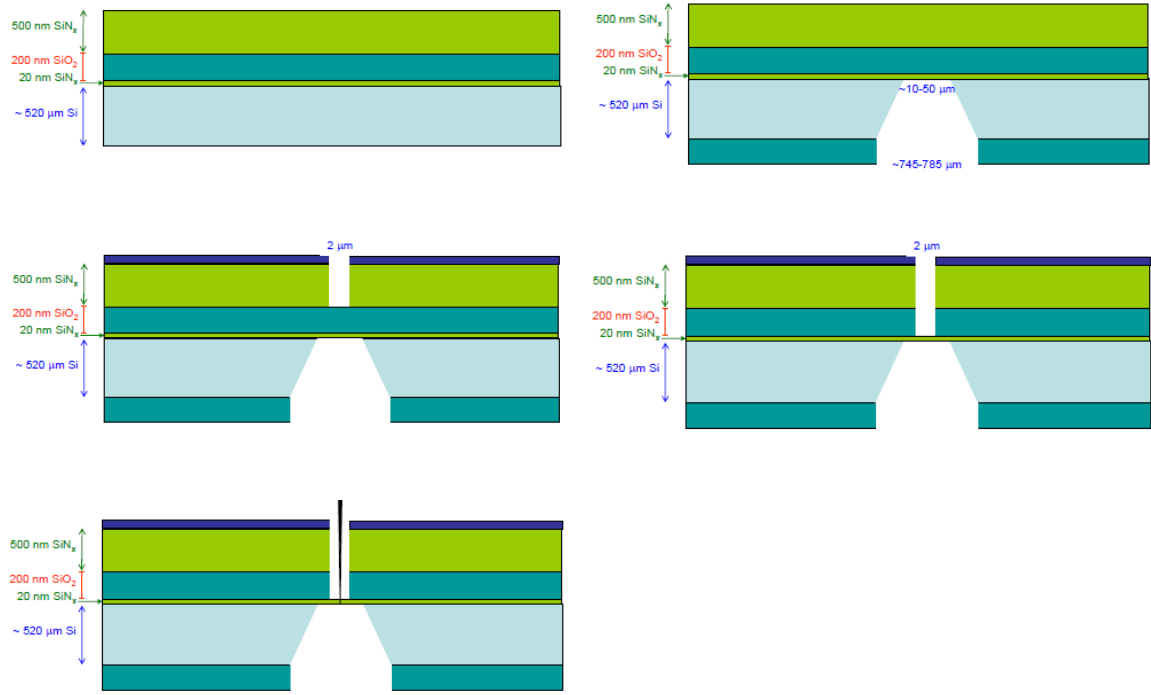 500 nm SiNx
200 nm SiO2
20 nm SiNx
~ 520 µm Si
500 nm SiNx
200 nm SiO2
20 nm SiNx
~ 520 µm Si
~10-50 µm
~745-785 µm
2 µm
500 nm SiNx
200 nm SiO2
20 nm SiNx
~ 520 µm Si
2 µm
500 nm SiNx
200 nm SiO2
20 nm SiNx
~ 520 µm Si
500 nm SiNx
200 nm SiO2
20 nm SiNx
~ 520 µm Si